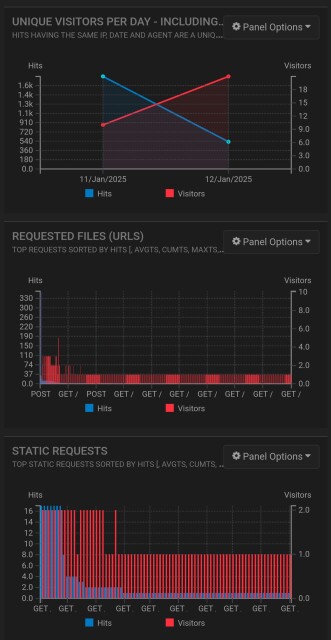 UNIQUE VISITORS PER DAY - INCLUDING...
Panel Options
HITS HAVING THE SAME IP, DATE AND AGENT ARE A UNIQ...
Hits
Visitors
1.6k
1.4k
1.3k
1.1k
910
720
540
360
180
0.0
18
15
12
9.0
6.0
3.0
0.0
11/Jan/2025
12/Jan/2025
Hits
Visitors
REQUESTED FILES (URLS)
Panel Options
TOP REQUESTS SORTED BY HITS [, AVGTS, CUMTS, MAXTS,...
Hits
Visitors
330
300
260
220
190
150
110
74
37
0.0
10
8.0
6.0
4.0
2.0
0.0
POST GET / POST GET / GET / GET / GET / GET / GET /
Hits
Visitors
STATIC REQUESTS
Panel Options
TOP STATIC REQUESTS SORTED BY HITS [, AVGTS, CUMTS, ...
Hits
Visitors
16
14
12
10
8.0
6.0
4.0
2.0
0.0
2.0
1.0
0.0
GET . GET . GET . GET . GET . GET . GET . GET . GET .
Hits
Visitors